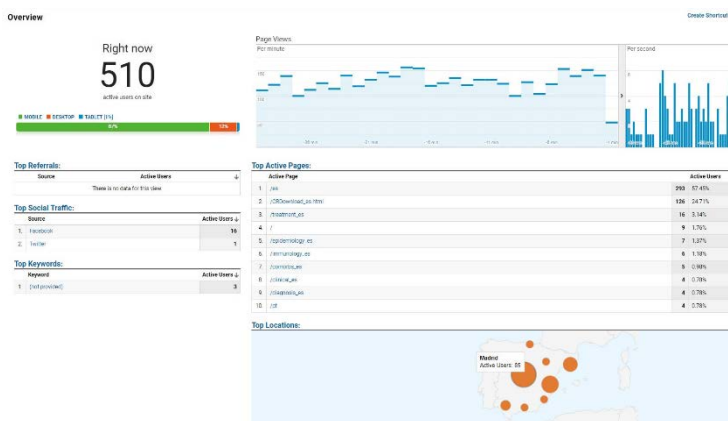 Overview
Create Shortcut
Right now
510
active users on site
MOBILE DESKTOP TABLET (1%)
87% 12%
Page Views
Per minute
Per second
Top Referrals:
Source Active Users ↓
There is no data for this view
Top Social Traffic:
Source Active Users ↓
1. Facebook 16
2. Twitter 1
Top Keywords:
Keyword Active Users ↓
1. (not provided) 3
Top Active Pages:
Active Page Active Users
1. /es 293 57.45%
2. 126 24.71%
3. /treatment_es 16 3.14%
4. / 9 1.76%
5. /epidemiology_es 7 1.37%
6. /immunology_es 6 1.18%
7. 5 0.98%
8. /clinical_es 4 0.78%
9. /diagnosis_es 4 0.78%
10. /pt 4 0.78%
Top Locations:
Madrid
Active Users: